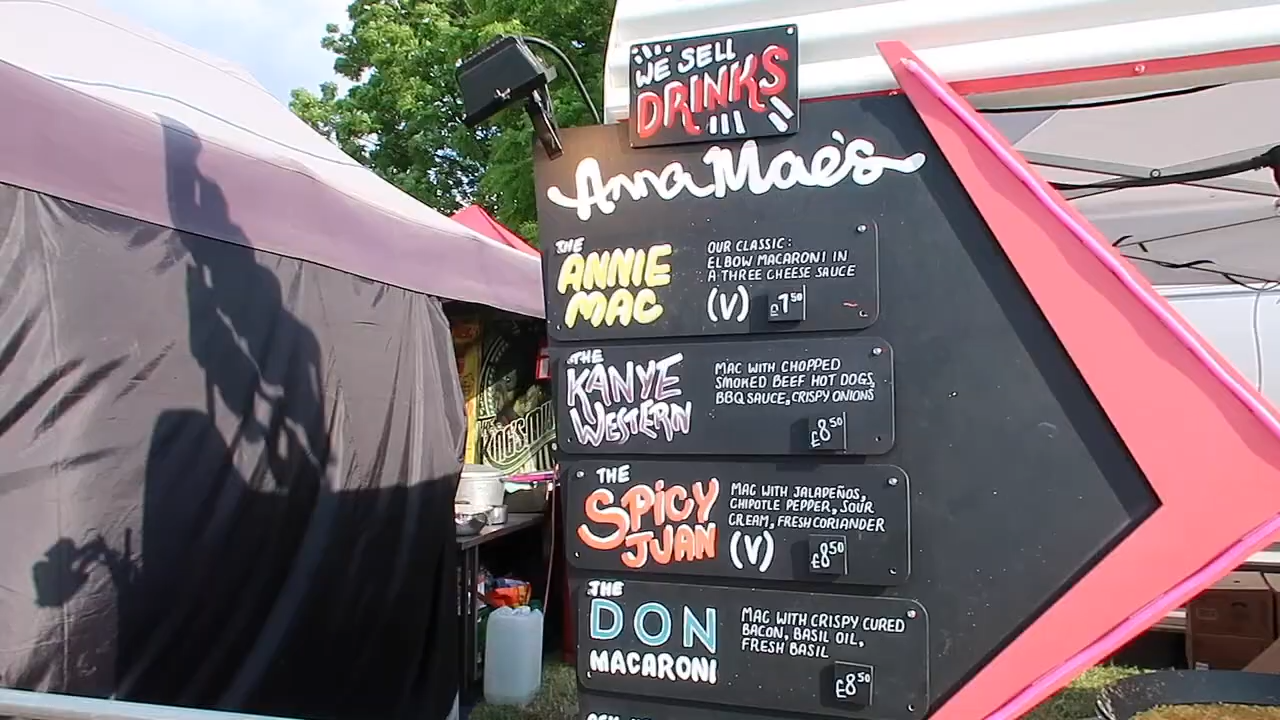 WE SELL
DRINKS
Anna Mae's
THE
ANNIE
MAC
OUR CLASSIC:
ELBOW MACARONI IN
A THREE CHEESE SAUCE
(V) £7.50
THE
KANYE
WESTERN
MAC WITH CHOPPED
SMOKED BEEF HOT DOGS,
BBQ SAUCE, CRISPY ONIONS
£8.50
THE
SPiCY
JUAN
MAC WITH JALAPEÑOS,
CHIPOTLE PEPPER, SOUR
CREAM, FRESH CORIANDER
(V) £8.50
THE
DON
MACARONI
MAC WITH CRISPY CURED
BACON, BASIL OIL,
FRESH BASIL
£8.50